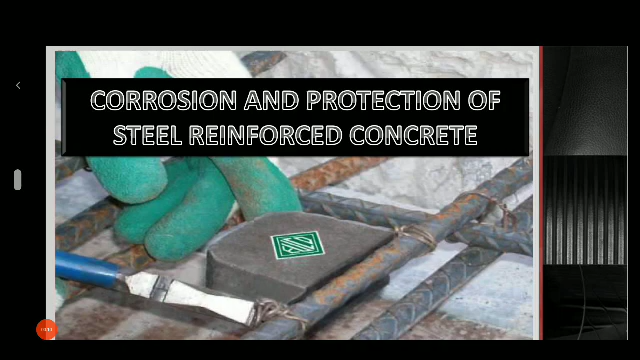 CORROSION AND PROTECTION OF
STEEL REINFORCED CONCRETE